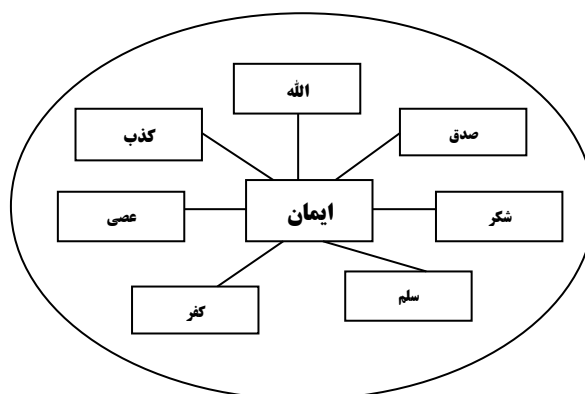 الله
صدق
کذب
ایمان
شکر
عصی
سلم
کفر